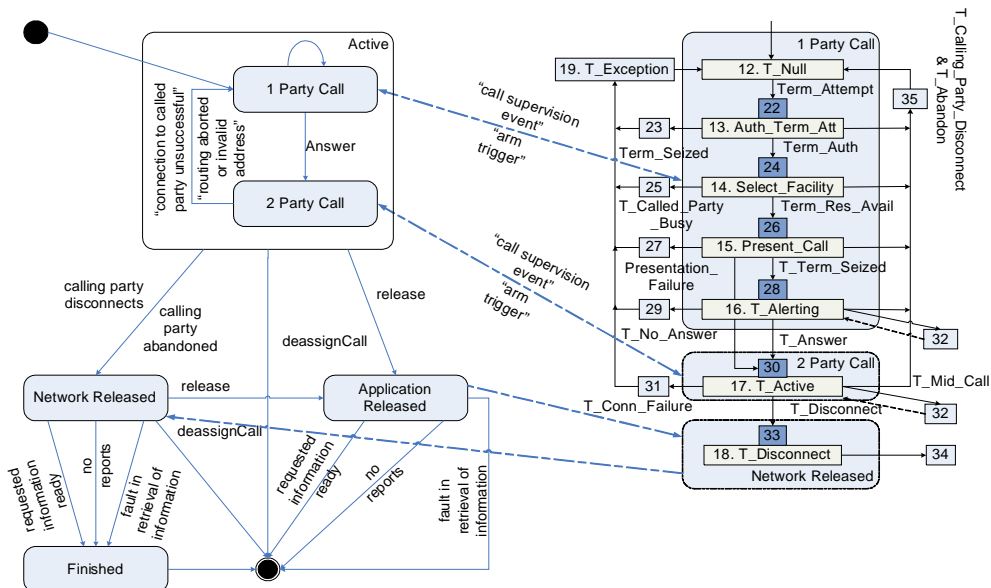 Active
1 Party Call
Answer
2 Party Call
"connection to called
party unsuccessful"
"routing aborted
or invalid
address"
calling party
disconnects
calling
party
abandoned
release
deassignCall
Network Released
release
Application
Released
deassignCall
requested
information
ready
no
reports
fault in
retrieval of
information
requested
information
ready
no
reports
fault in
retrieval of
information
Finished
"call supervision
event"
"arm
trigger"
"call supervision
event"
"arm
trigger"
1 Party Call
19. T_Exception
12. T_Null
Term_Attempt
22
35
T_Calling_Party_Disconnect
& T_Abandon
23
13. Auth_Term_Att
Term_Seized
Term_Auth
24
25
14. Select_Facility
T_Called_Party
_Busy
Term_Res_Avail
26
27
15. Present_Call
Presentation_
Failure
T_Term_Seized
28
29
16. T_Alerting
T_No_Answer
T_Answer
32
30
2 Party Call
31
17. T_Active
T_Mid_Call
T_Conn_Failure
T_Disconnect
32
33
18. T_Disconnect
34
Network Released